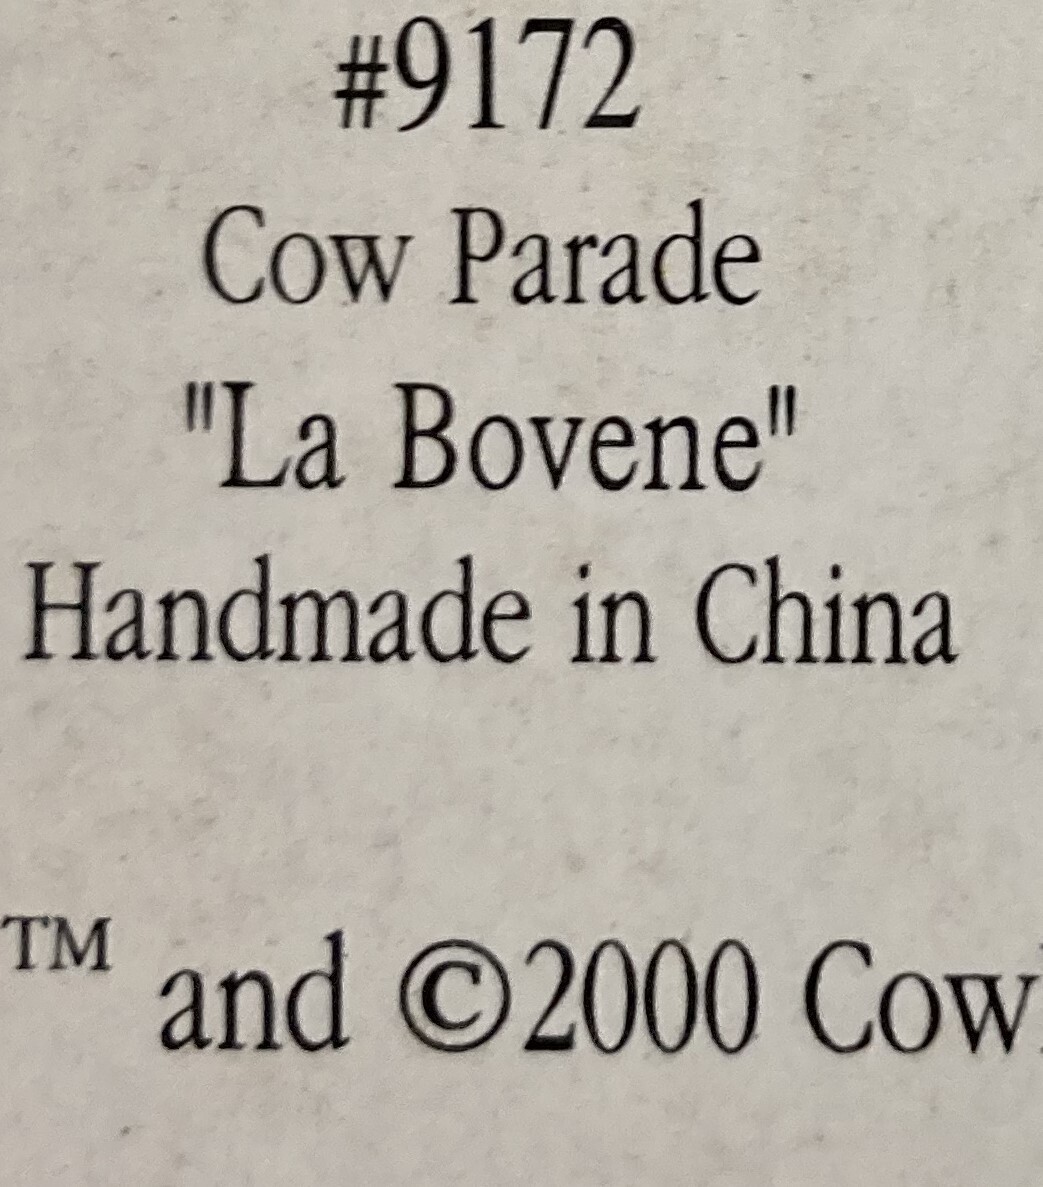 #9172
Cow Parade
"La Bovene"
Handmade in China
™ and ©2000 Cow